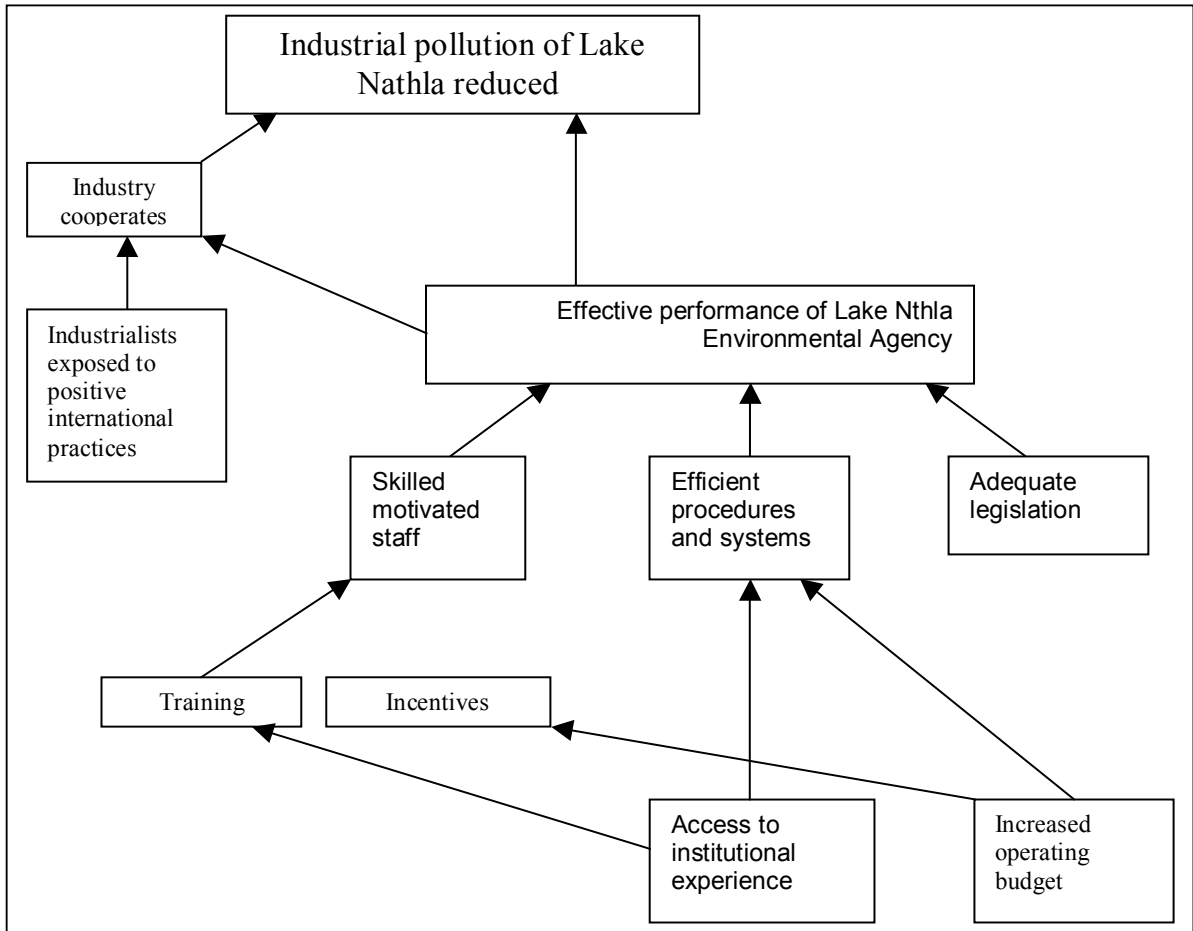 Industrial pollution of Lake
Nathla reduced
Industry
cooperates
Effective performance of Lake Nthla
Environmental Agency
Industrialists
exposed to
positive
international
practices
Skilled
motivated
staff
Efficient
procedures
and systems
Adequate
legislation
Training
Incentives
Access to
institutional
experience
Increased
operating
budget